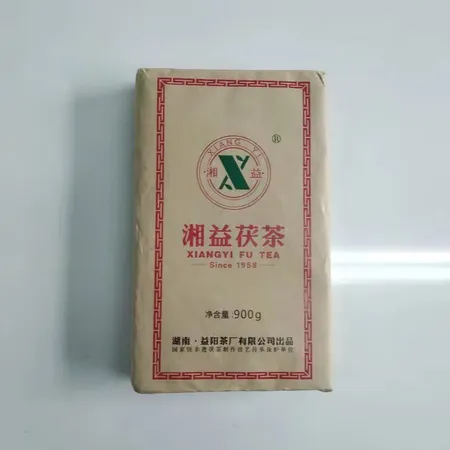 XIANG YI
湘 益
®
湘益茯茶
XIANGYI FU TEA
Since 1958
净含量:900g
湖南·益阳茶厂有限公司出品